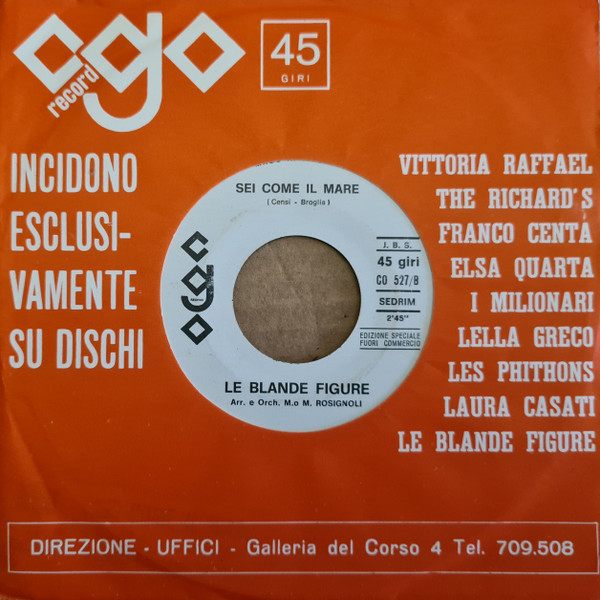 cgo
record
45
GIRI
INCIDONO
ESCLUSI-
VAMENTE
SU DISCHI
VITTORIA RAFFAEL
THE RICHARD'S
FRANCO CENTA
ELSA QUARTA
I MILIONARI
LELLA GRECO
LES PHITHONS
LAURA CASATI
LE BLANDE FIGURE
SEI COME IL MARE
(Censi - Broglia)
cgo
J.B.S.
45 giri
CO 527/B
SEDRIM
2'45"
EDIZIONE SPECIALE
FUORI COMMERCIO
LE BLANDE FIGURE
Arr. e Orch. M.o M. ROSIGNOLI
DIREZIONE - UFFICI - Galleria del Corso 4 Tel. 709.508